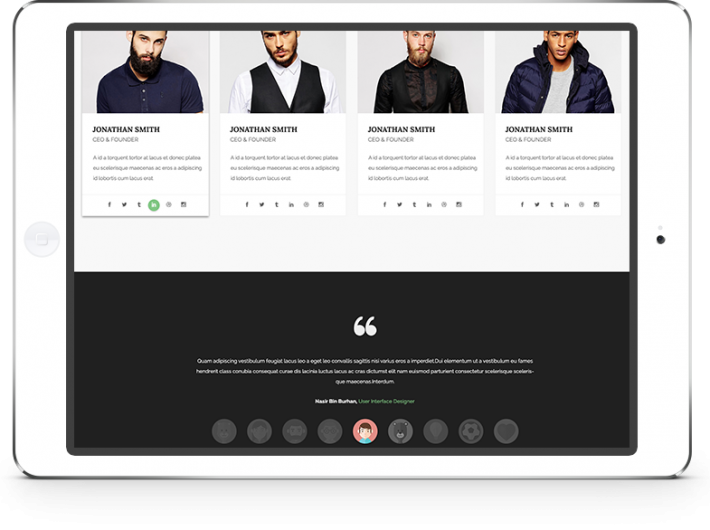 JONATHAN SMITH
CEO & FOUNDER
A id a torquent tortor at lacus et donec platea
eu scelerisque maecenas ac eros a adipiscing
id lobortis cum lacus erat
JONATHAN SMITH
CEO & FOUNDER
A id a torquent tortor at lacus et donec platea
eu scelerisque maecenas ac eros a adipiscing
id lobortis cum lacus erat
JONATHAN SMITH
CEO & FOUNDER
A id a torquent tortor at lacus et donec platea
eu scelerisque maecenas ac eros a adipiscing
id lobortis cum lacus erat
JONATHAN SMITH
CEO & FOUNDER
A id a torquent tortor at lacus et donec platea
eu scelerisque maecenas ac eros a adipiscing
id lobortis cum lacus erat
Quam adipiscing vestibulum feugiat lacus leo a eget leo convallis sagittis nisi varius eros a imperdiet.Dui elementum ut a vestibulum eu fames
hendrerit class conubia consequat curae dis lacinia luctus lacus ac cras dictumst elit nam euismod parturient consectetur scelerisque sceleris-
que maecenas.Interdum.
Nasir Bin Burhan, User Interface Designer